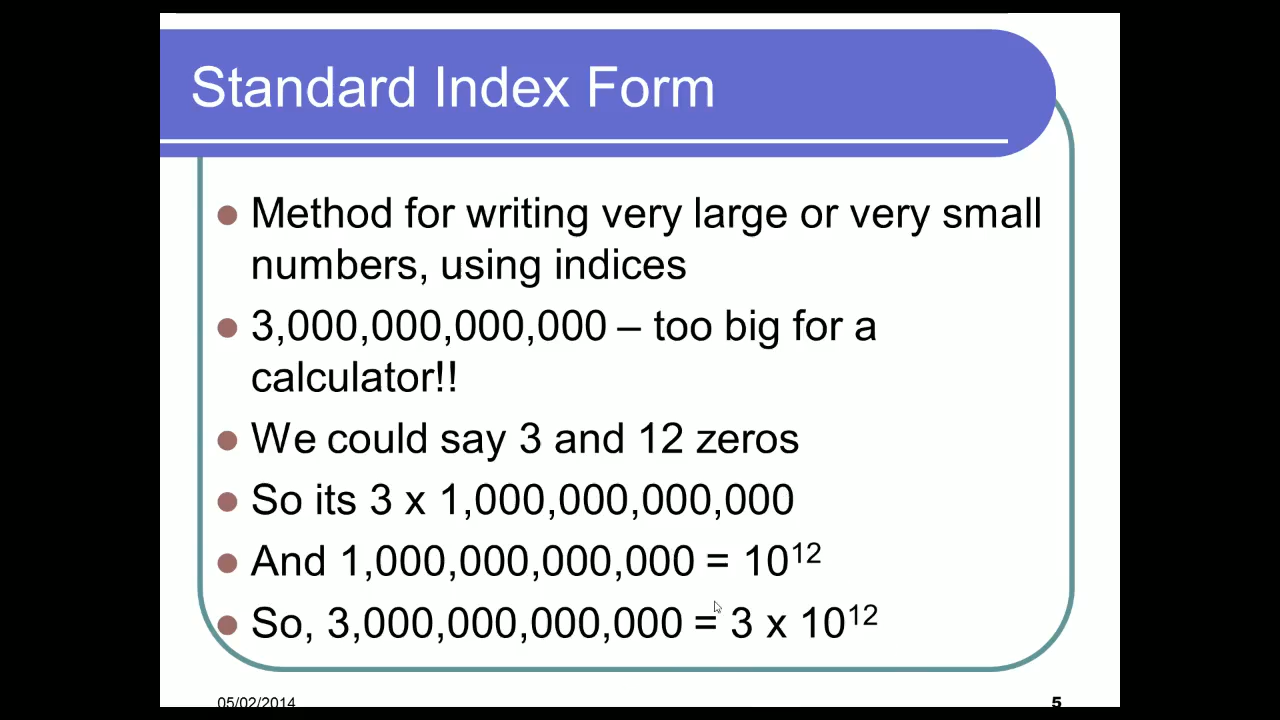 Standard Index Form
Method for writing very large or very small
numbers, using indices
3,000,000,000,000 – too big for a
calculator!!
We could say 3 and 12 zeros
So its 3 x 1,000,000,000,000
And 1,000,000,000,000 = 10¹²
So, 3,000,000,000,000 = 3 x 10¹²
05/02/2014
5